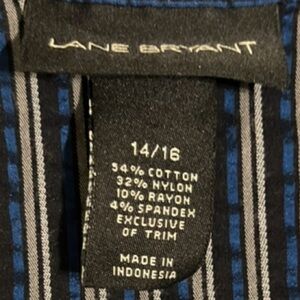 LANE BRYANT
14/16
54% COTTON
32% NYLON
10% RAYON
4% SPANDEX
EXCLUSIVE
OF TRIM
MADE IN
INDONESIA